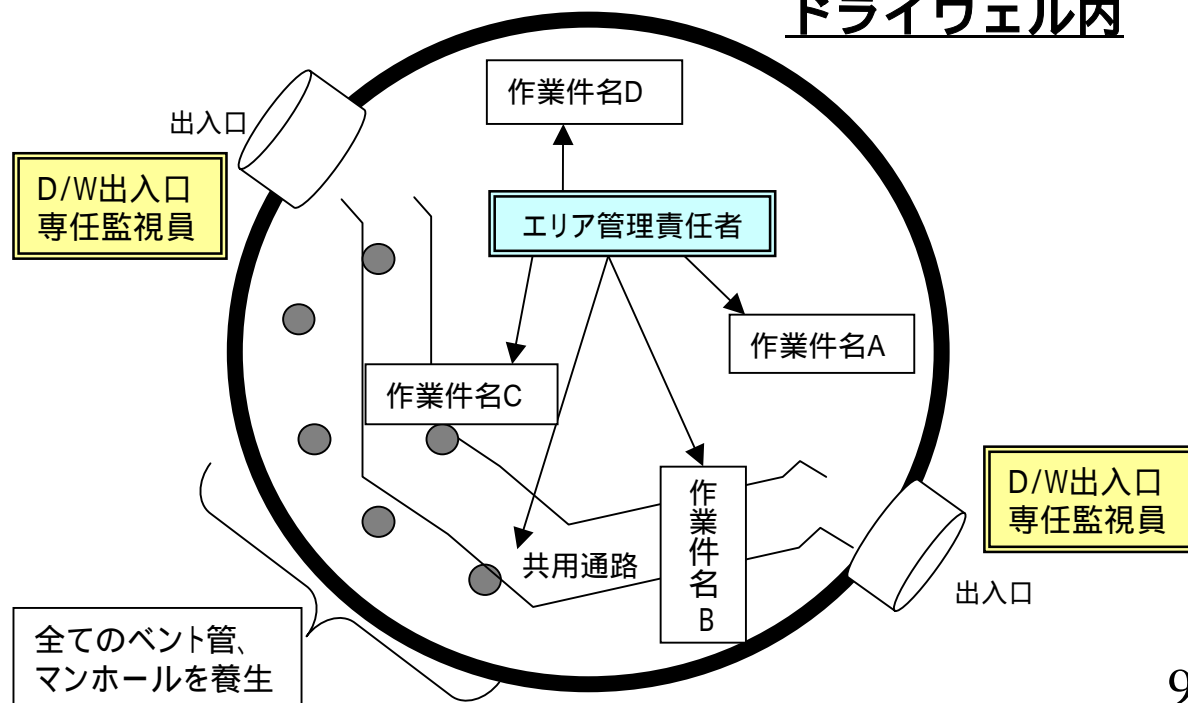 ドライウェル内
作業件名D
出入口
D/W出入口
専任監視員
エリア管理責任者
作業件名A
作業件名C
D/W出入口
専任監視員
作業件名B
共用通路
出入口
全てのベント管、
マンホールを養生
9